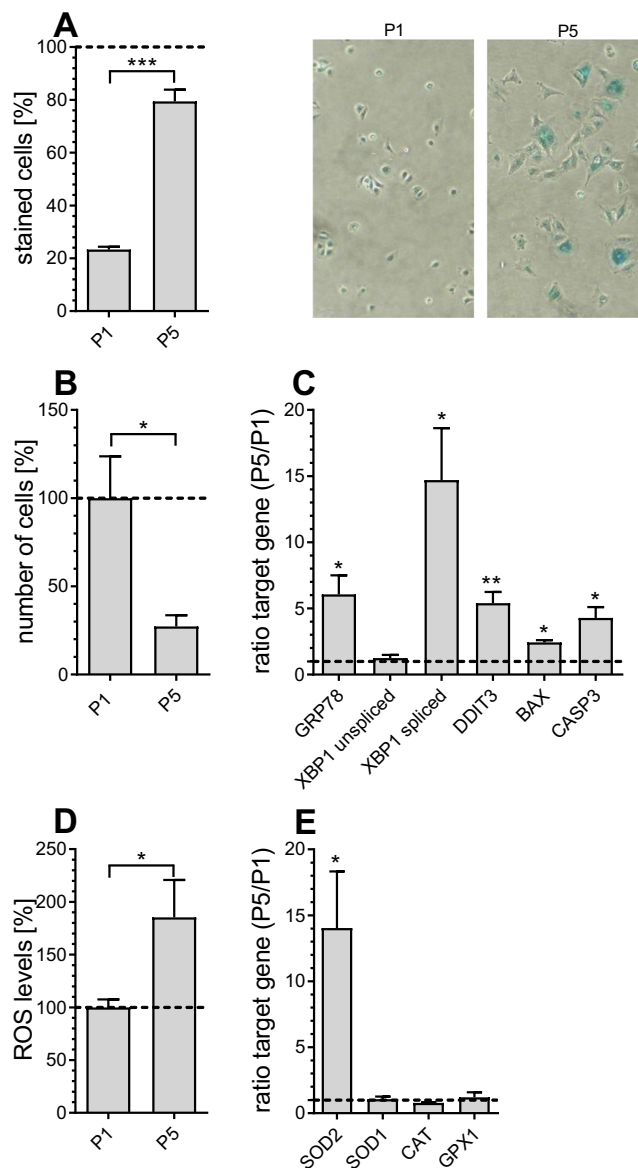 A
P1
P5
stained cells [%]
100
80
60
40
20
0
***
P1
P5
B
number of cells [%]
150
100
50
0
*
P1
P5
C
ratio target gene (P5/P1)
20
15
10
5
0
*
*
**
*
*
GRP78
XBP1 unspliced
XBP1 spliced
DDIT3
BAX
CASP3
D
ROS levels [%]
250
200
150
100
50
0
*
P1
P5
E
ratio target gene (P5/P1)
20
15
10
5
0
*
SOD2
SOD1
CAT
GPX1